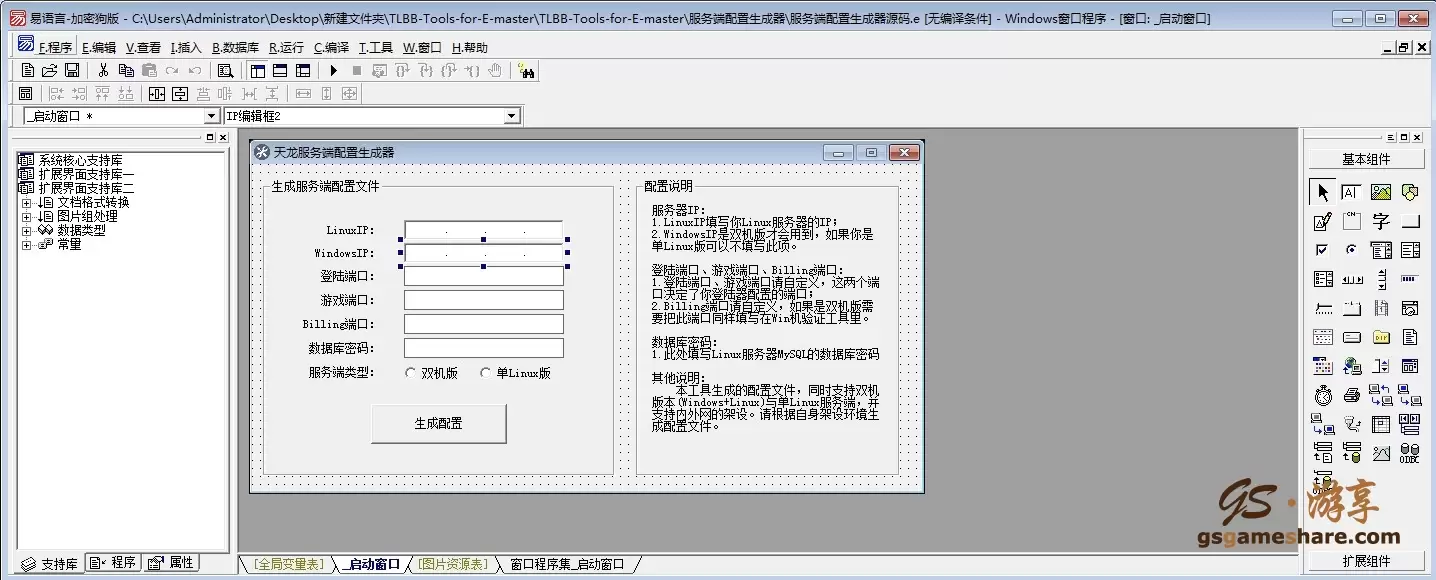 易语言-加密狗版 - C:\Users\Administrator\Desktop\新建文件夹\TLBB-Tools-for-E-master\TLBB-Tools-for-E-master\服务端配置生成器\服务端配置生成器源码.e [无编译条件] - Windows窗口程序 - [窗口: _启动窗口]
F.程序 E.编辑 V.查看 I.插入 B.数据库 R.运行 C.编译 T.工具 W.窗口 H.帮助
_启动窗口 * IP编辑框2
系统核心支持库
扩展界面支持库一
扩展界面支持库二
文档格式转换
图片组处理
数据类型
常量
支持库 程序 属性
天龙服务端配置生成器
生成服务端配置文件
LinuxIP:
WindowsIP:
登陆端口:
游戏端口:
Billing端口:
数据库密码:
服务端类型: 双机版 单Linux版
生成配置
配置说明
服务器IP:
1.LinuxIP填写你Linux服务器的IP;
2.WindowsIP是双机版才会用到，如果你是
单Linux版可以不填写此项。
登陆端口、游戏端口、Billing端口:
1.登陆端口、游戏端口请自定义，这两个端
口决定了你登陆器配置的端口;
2.Billing端口请自定义，如果是双机版需
要把此端口同样填写在Win机验证工具里。
数据库密码:
1.此处填写Linux服务器MySQL的数据库密码
其他说明:
本工具生成的配置文件，同时支持双机
版本(Windows+Linux)与单Linux服务端，并
支持内外网的架设。请根据自身架设环境生
成配置文件。
[全局变量表] _启动窗口 [图片资源表] 窗口程序集_启动窗口
基本组件
扩展组件
GS·游享
gsgameshare.com